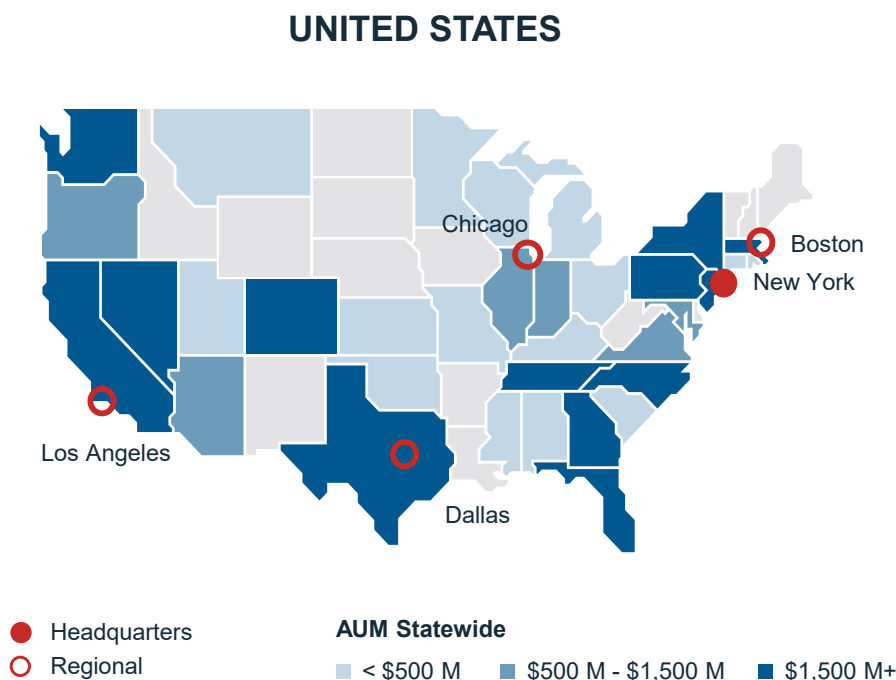 UNITED STATES
Chicago
Boston
New York
Los Angeles
Dallas
Headquarters
Regional
AUM Statewide
< $500 M
$500 M - $1,500 M
$1,500 M+